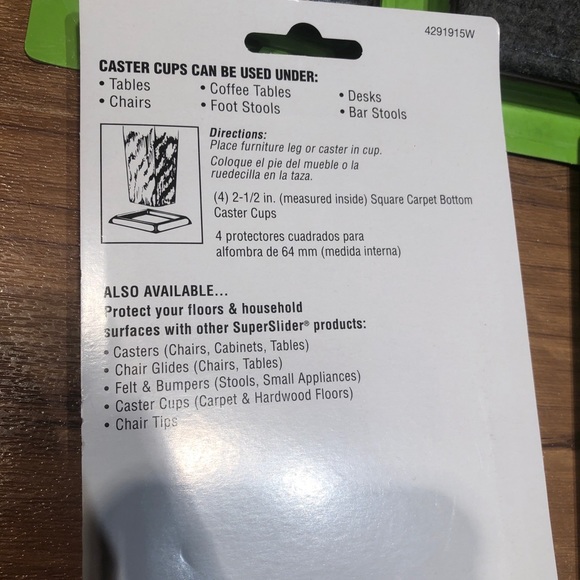 4291915W
CASTER CUPS CAN BE USED UNDER:
• Tables • Coffee Tables • Desks
• Chairs • Foot Stools • Bar Stools
Directions:
Place furniture leg or caster in cup.
Coloque el pie del mueble o la
ruedecilla en la taza.
(4) 2-1/2 in. (measured inside) Square Carpet Bottom
Caster Cups
4 protectores cuadrados para
alfombra de 64 mm (medida interna)
ALSO AVAILABLE...
Protect your floors & household
surfaces with other SuperSlider® products:
• Casters (Chairs, Cabinets, Tables)
• Chair Glides (Chairs, Tables)
• Felt & Bumpers (Stools, Small Appliances)
• Caster Cups (Carpet & Hardwood Floors)
• Chair Tips